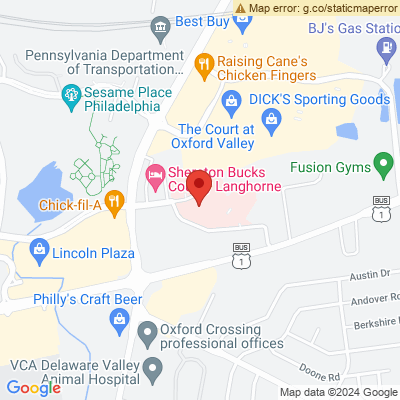 Map error: g.co/staticmaperror
Best Buy
BJ's Gas Stati
Pennsylvania Department
of Transportation...
Raising Cane's
Chicken Fingers
Sesame Place
Philadelphia
DICK'S Sporting Goods
The Court at
Oxford Valley
Fusion Gyms
Sheraton Bucks
Langhorne
Chick-fil-A
BUS
1
Lincoln Plaza
BUS
1
Austin Dr
Andover Ro
Philly's Craft Beer
Berkshire
Oxford Crossing
professional offices
VCA Delaware Valley
Animal Hospital
Doone Rd
Google
Map data ©2024 Google